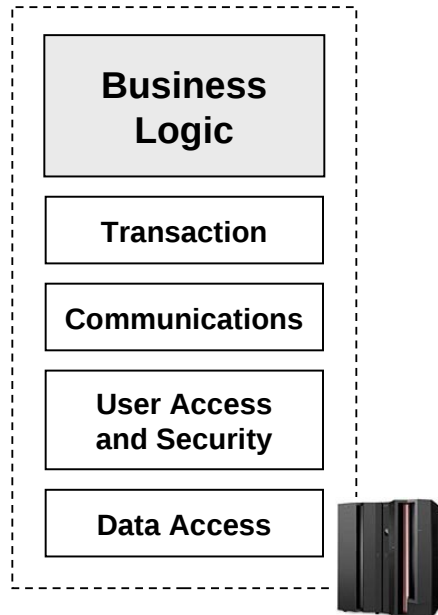 Business
Logic
Transaction
Communications
User Access
and Security
Data Access